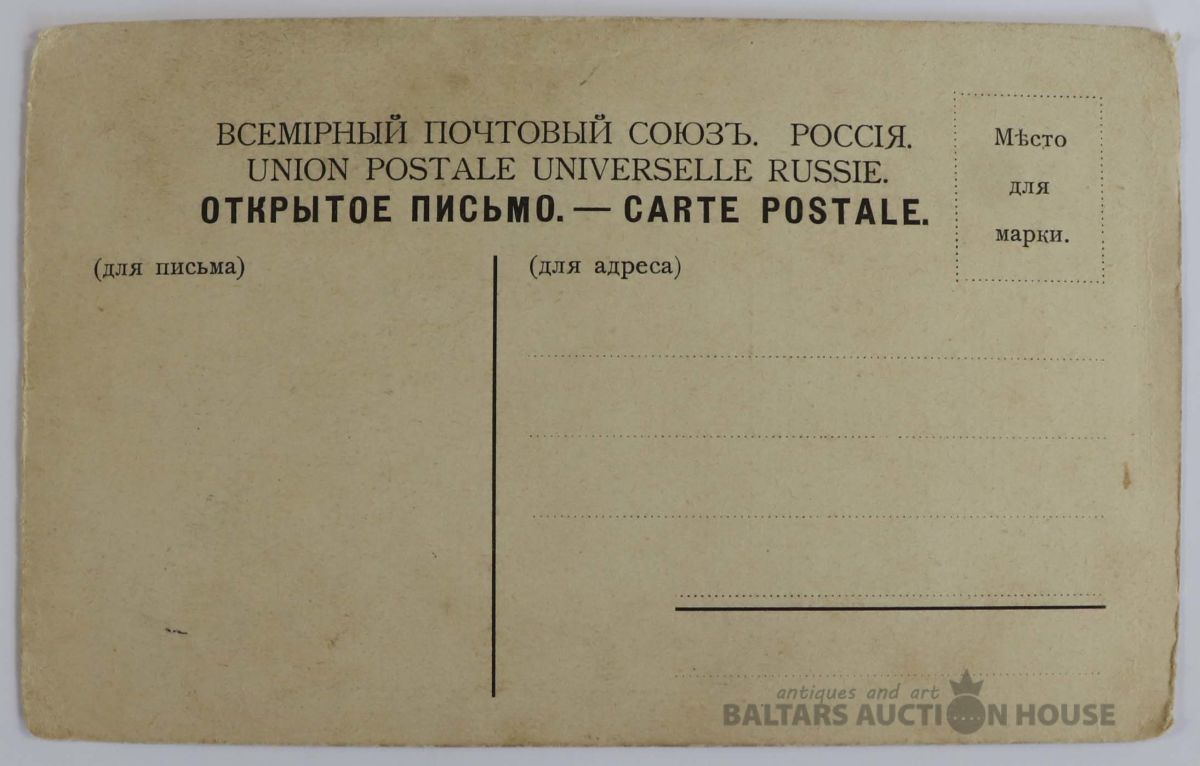 ВСЕМІРНЫЙ ПОЧТОВЫЙ СОЮЗЪ. РОССІЯ.
UNION POSTALE UNIVERSELLE RUSSIE.
ОТКРЫТОЕ ПИСЬМО. — CARTE POSTALE.
Мѣсто
для
марки.
(для письма)
(для адреса)
antiques and art
BALTARS AUCTION HOUSE